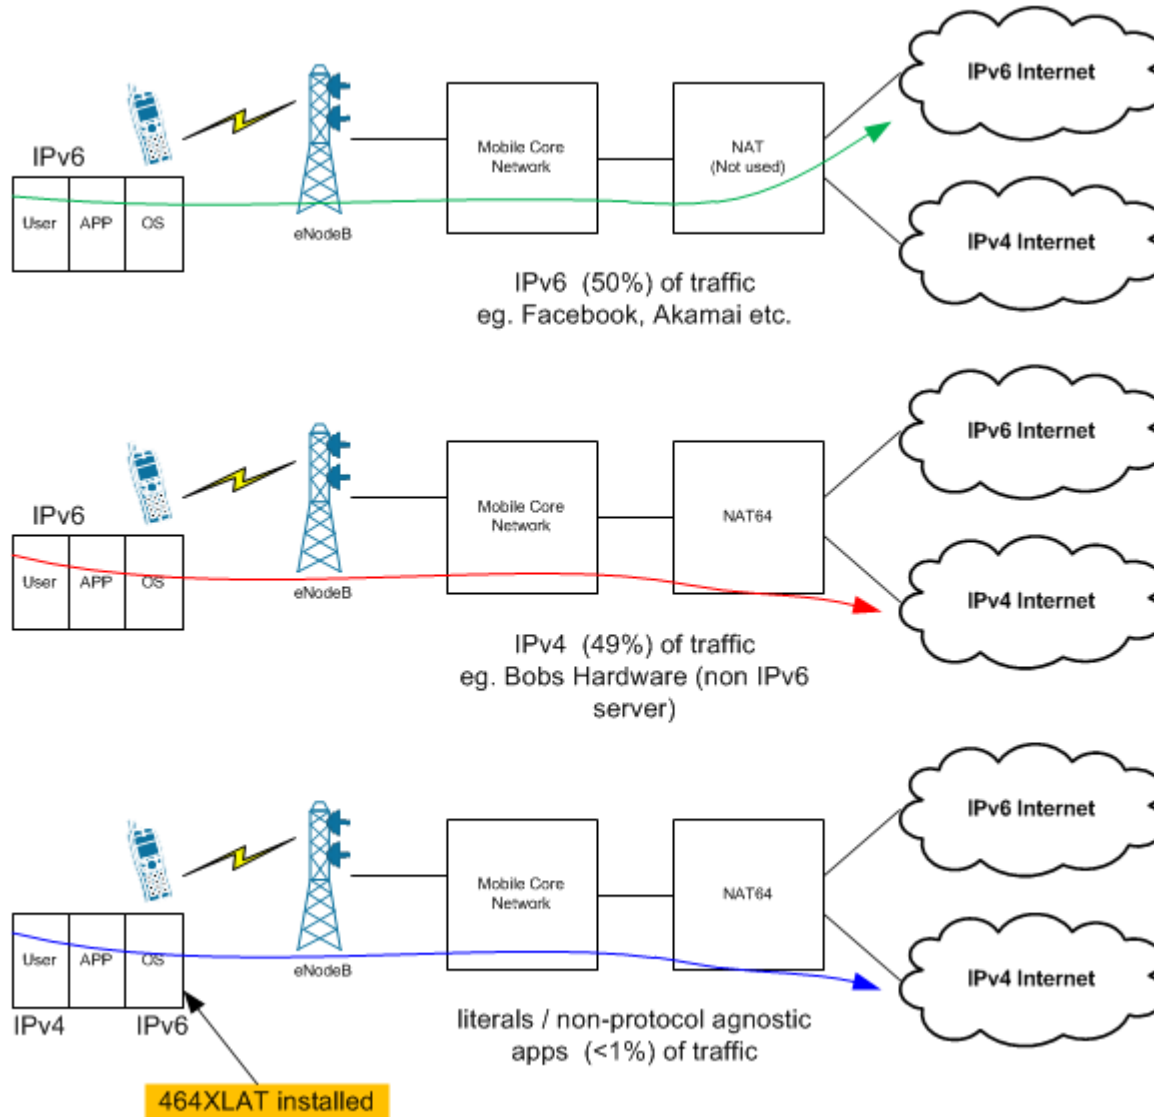 IPv6 Internet
IPv6
Mobile Core
Network
NAT
(Not used)
User APP OS
eNodeB
IPv4 Internet
IPv6 (50%) of traffic
eg. Facebook, Akamai etc.
IPv6 Internet
IPv6
Mobile Core
Network
NAT64
User APP OS
eNodeB
IPv4 Internet
IPv4 (49%) of traffic
eg. Bobs Hardware (non IPv6
server)
IPv6 Internet
Mobile Core
Network
NAT64
User APP OS
eNodeB
IPv4 Internet
IPv4 IPv6
literals / non-protocol agnostic
apps (<1%) of traffic
464XLAT installed